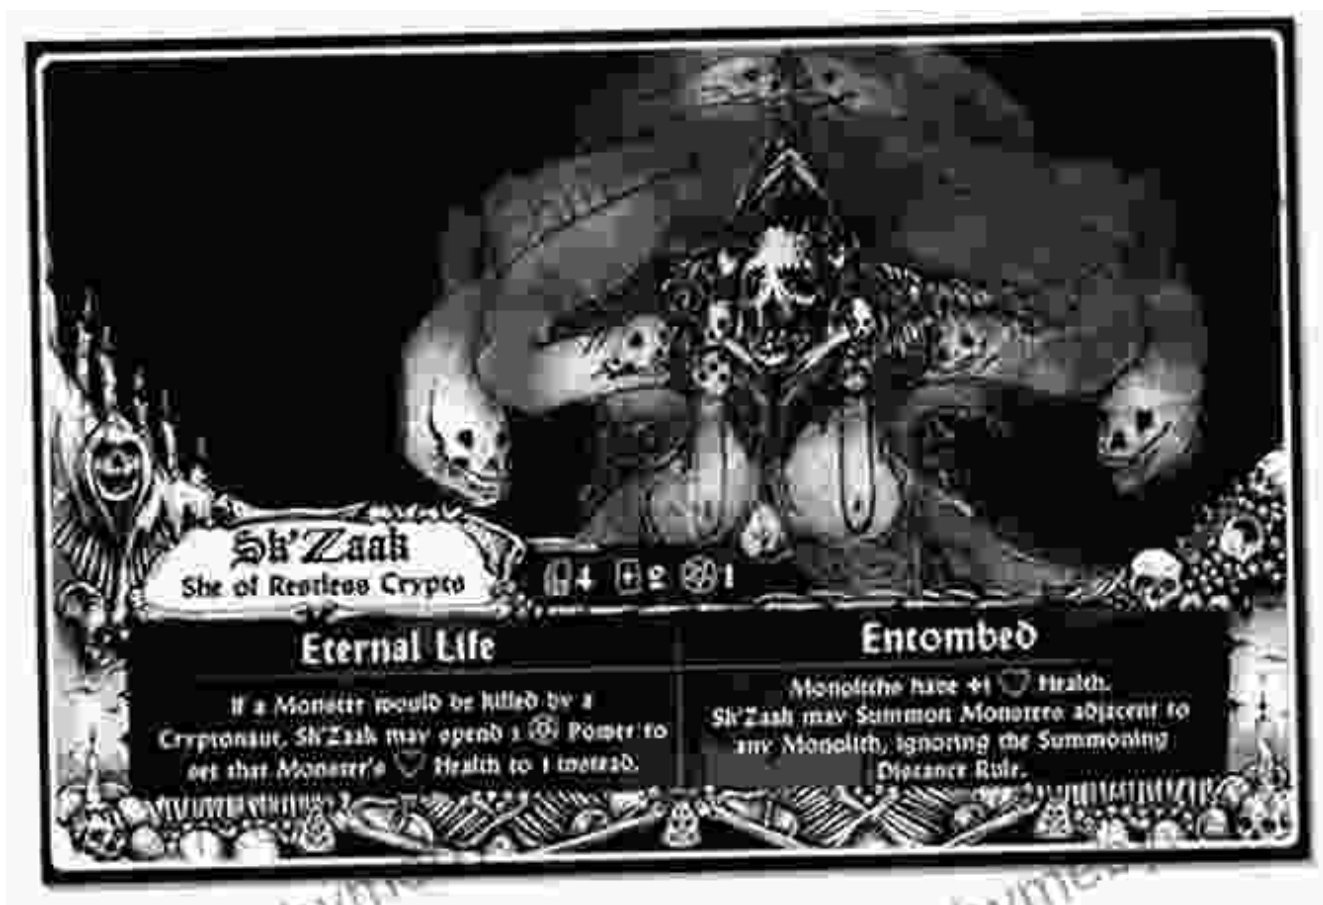 Sk'Zaak
She of Restless Crypts
4 2 1
Eternal Life
If a Monster would be killed by a
Cryptonaut, Sk'Zaak may spend 1 Power to
set that Monster's Health to 1 instead.
Entombed
Monoliths have +1 Health.
Sk'Zaak may Summon Monsters adjacent to
any Monolith, ignoring the Summoning
Distance Rule.